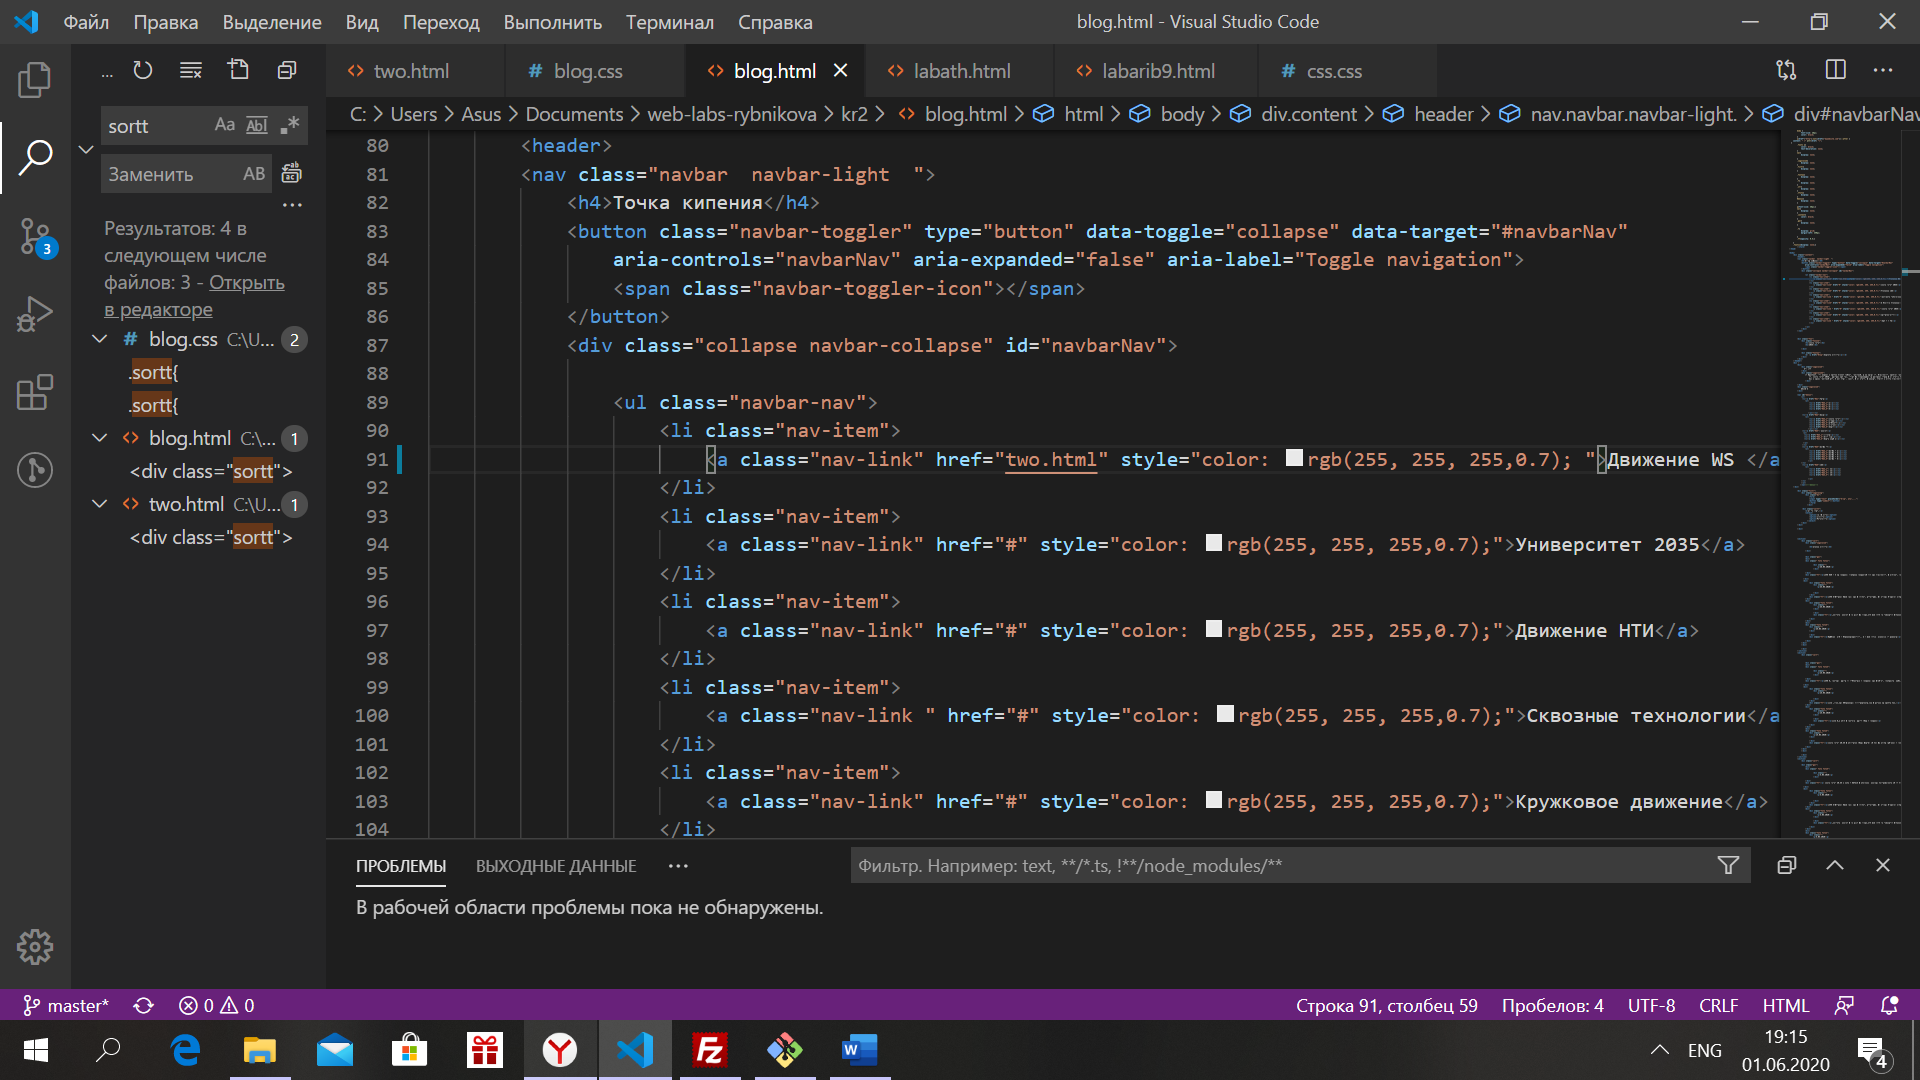 Файл Правка Выделение Вид Переход Выполнить Терминал Справка
blog.html - Visual Studio Code
two.html
blog.css
blog.html
labath.html
labarib9.html
css.css
C: > Users > Asus > Documents > web-labs-rybnikova > kr2 > blog.html > html > body > div.content > header > nav.navbar.navbar-light. > div#navbarNav
sortt
Aa Abl .*
Заменить AB
Результатов: 4 в
следующем числе
файлов: 3 - Открыть
в редакторе
blog.css C:\U... 2
.sortt{
.sortt{
blog.html C:\... 1
<div class="sortt">
two.html C:\U... 1
<div class="sortt">
80 <header>
81 <nav class="navbar  navbar-light  ">
82 <h4>Точка кипения</h4>
83 <button class="navbar-toggler" type="button" data-toggle="collapse" data-target="#navbarNav"
84 aria-controls="navbarNav" aria-expanded="false" aria-label="Toggle navigation">
85 <span class="navbar-toggler-icon"></span>
86 </button>
87 <div class="collapse navbar-collapse" id="navbarNav">
88
89 <ul class="navbar-nav">
90 <li class="nav-item">
91 <a class="nav-link" href="two.html" style="color: rgb(255, 255, 255,0.7); ">Движение WS </a
92 </li>
93 <li class="nav-item">
94 <a class="nav-link" href="#" style="color: rgb(255, 255, 255,0.7);">Университет 2035</a>
95 </li>
96 <li class="nav-item">
97 <a class="nav-link" href="#" style="color: rgb(255, 255, 255,0.7);">Движение НТИ</a>
98 </li>
99 <li class="nav-item">
100 <a class="nav-link " href="#" style="color: rgb(255, 255, 255,0.7);">Сквозные технологии</a
101 </li>
102 <li class="nav-item">
103 <a class="nav-link" href="#" style="color: rgb(255, 255, 255,0.7);">Кружковое движение</a>
104 </li>
3
ПРОБЛЕМЫ ВЫХОДНЫЕ ДАННЫЕ ...
Фильтр. Например: text, **/*.ts, !**/node_modules/**
В рабочей области проблемы пока не обнаружены.
master* 0 0
Строка 91, столбец 59 Пробелов: 4 UTF-8 CRLF HTML
ENG
19:15
01.06.2020
4